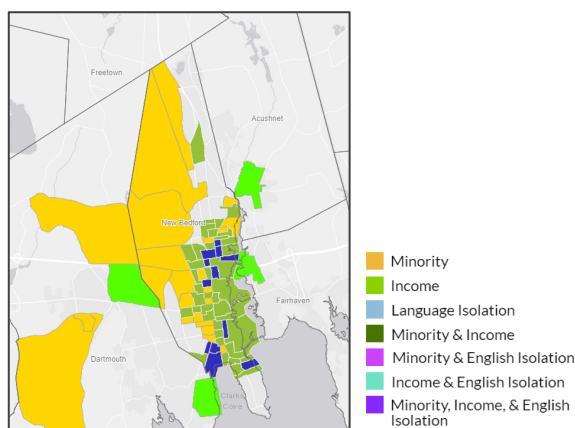 Freetown
Acushnet
New Bedford
Fairhaven
Dartmouth
Clarks
Cove
Minority
Income
Language Isolation
Minority & Income
Minority & English Isolation
Income & English Isolation
Minority, Income, & English
Isolation